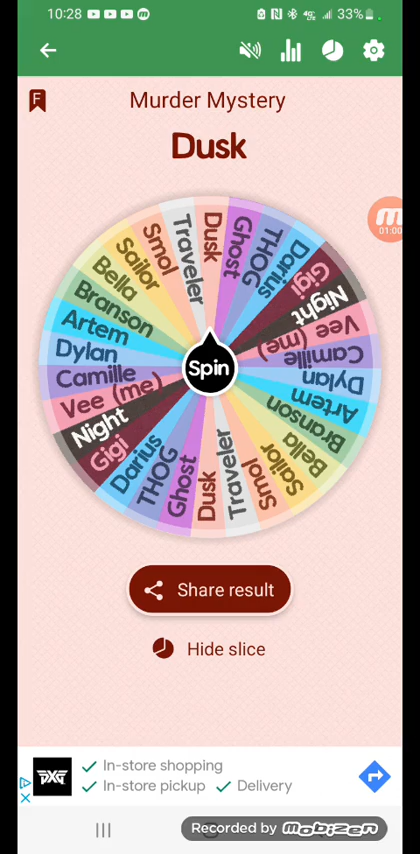 10:28
33%
F
Murder Mystery
Dusk
Dusk
Ghost
THOG
Darius
Gigi
Night
Vee (me)
Camille
Dylan
Artem
Branson
Bella
Sailor
Smol
Traveler
Dusk
Ghost
THOG
Darius
Gigi
Night
Vee (me)
Camille
Dylan
Artem
Branson
Bella
Sailor
Smol
Traveler
Spin
01:00
Share result
Hide slice
PXG
In-store shopping
In-store pickup Delivery
Recorded by mobizen